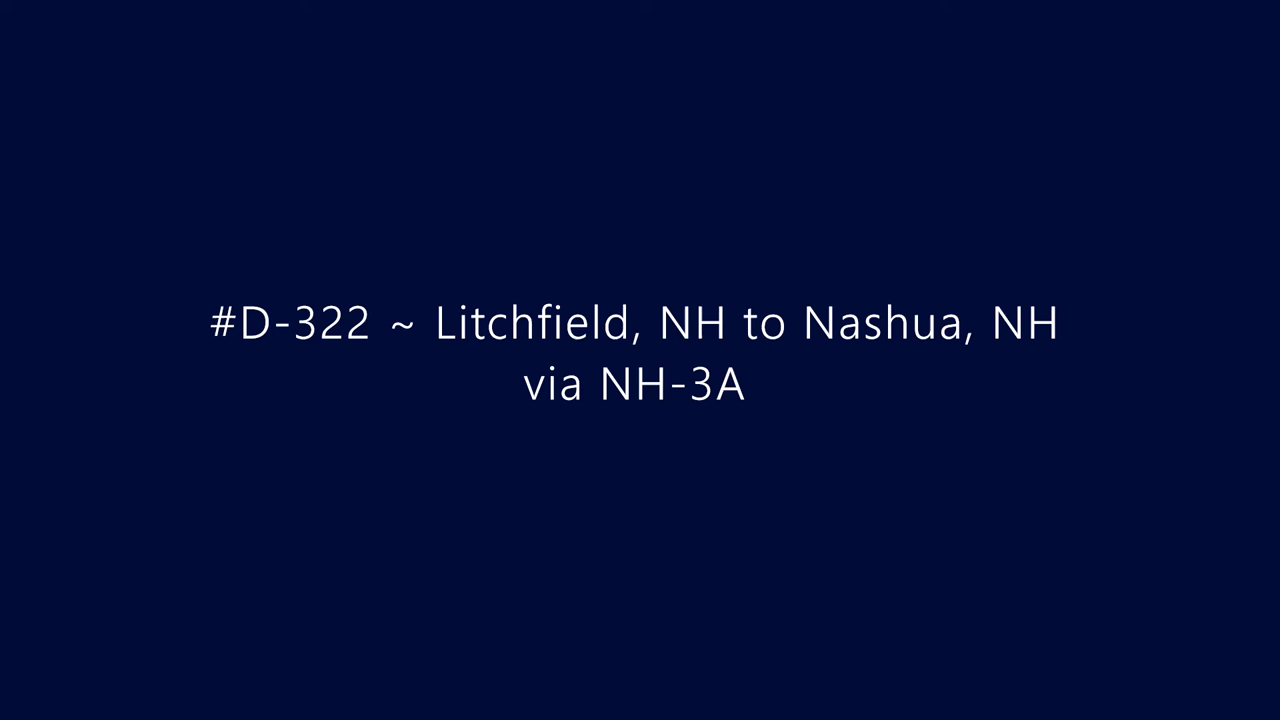 #D-322 ~ Litchfield, NH to Nashua, NH
via NH-3A